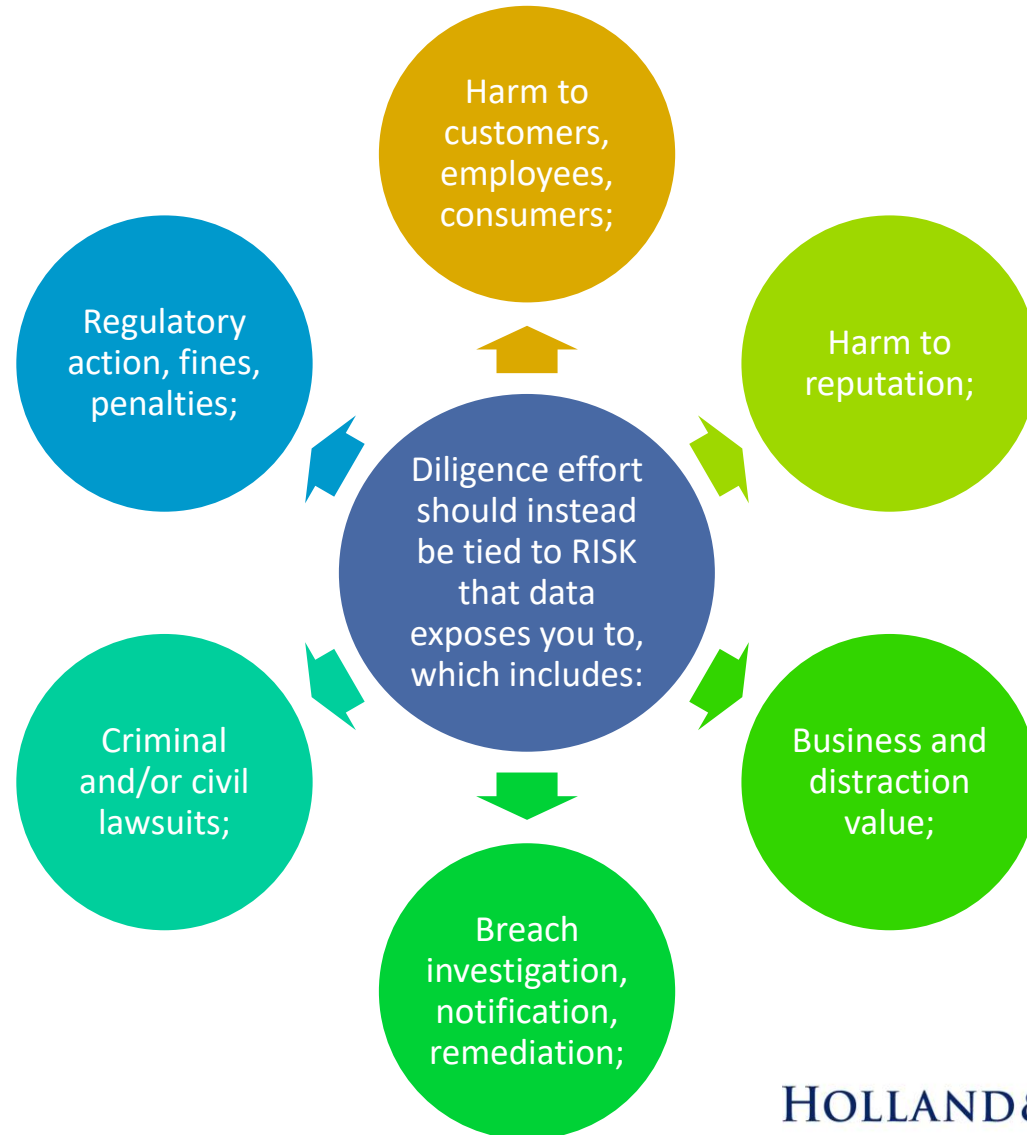 Harm to
customers,
employees,
consumers;
Harm to
reputation;
Business and
distraction
value;
Breach
investigation,
notification,
remediation;
Criminal
and/or civil
lawsuits;
Regulatory
action, fines,
penalties;
Diligence effort
should instead
be tied to RISK
that data
exposes you to,
which includes:
HOLLAND&